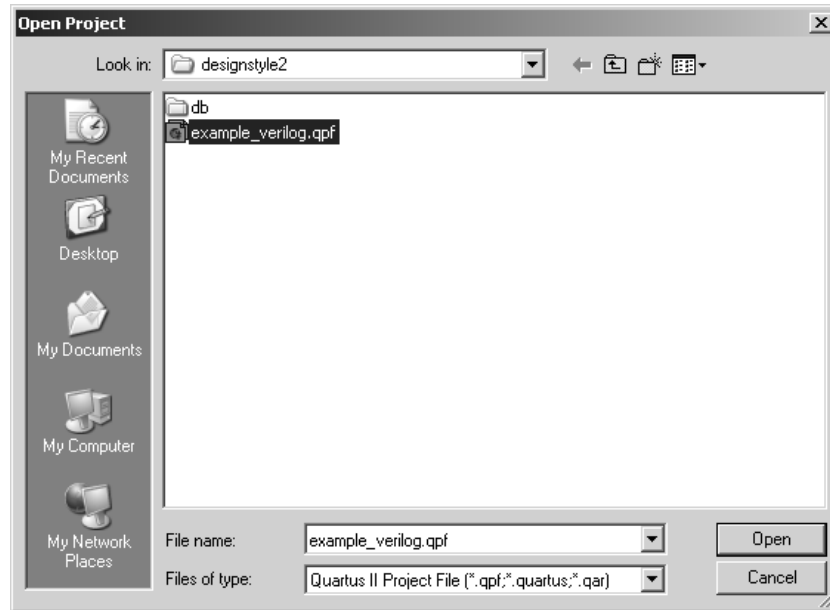 Open Project
Look in: designstyle2
db
example_verilog.qpf
My Recent
Documents
Desktop
My Documents
My Computer
My Network
Places
File name: example_verilog.qpf Open
Files of type: Quartus II Project File (*.qpf;*.quartus;*.qar) Cancel